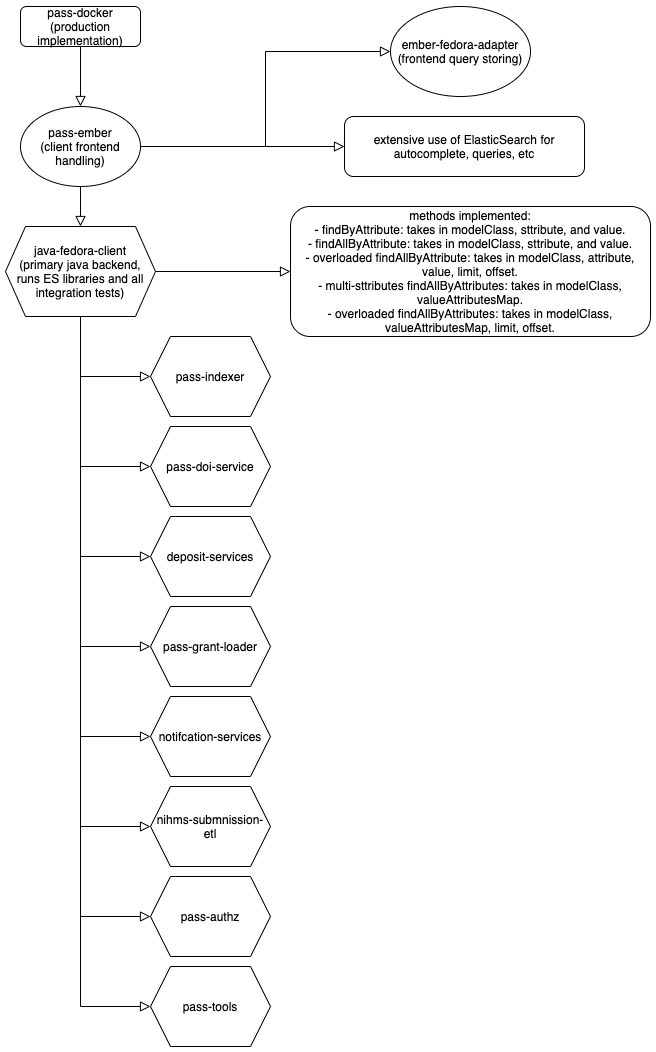 pass-docker
(production
implementation)
ember-fedora-adapter
(frontend query storing)
pass-ember
(client frontend
handling)
extensive use of ElasticSearch for
autocomplete, queries, etc
java-fedora-client
(primary java backend,
runs ES libraries and all
integration tests)
methods implemented:
- findByAttribute: takes in modelClass, sttribute, and value.
- findAllByAttribute: takes in modelClass, sttribute, and value.
- overloaded findAllByAttribute: takes in modelClass, attribute,
value, limit, offset.
- multi-sttributes findAllByAttributes: takes in modelClass,
valueAttributesMap.
- overloaded findAllByAttributes: takes in modelClass,
valueAttributesMap, limit, offset.
pass-indexer
pass-doi-service
deposit-services
pass-grant-loader
notifcation-services
nihms-submnission-
etl
pass-authz
pass-tools